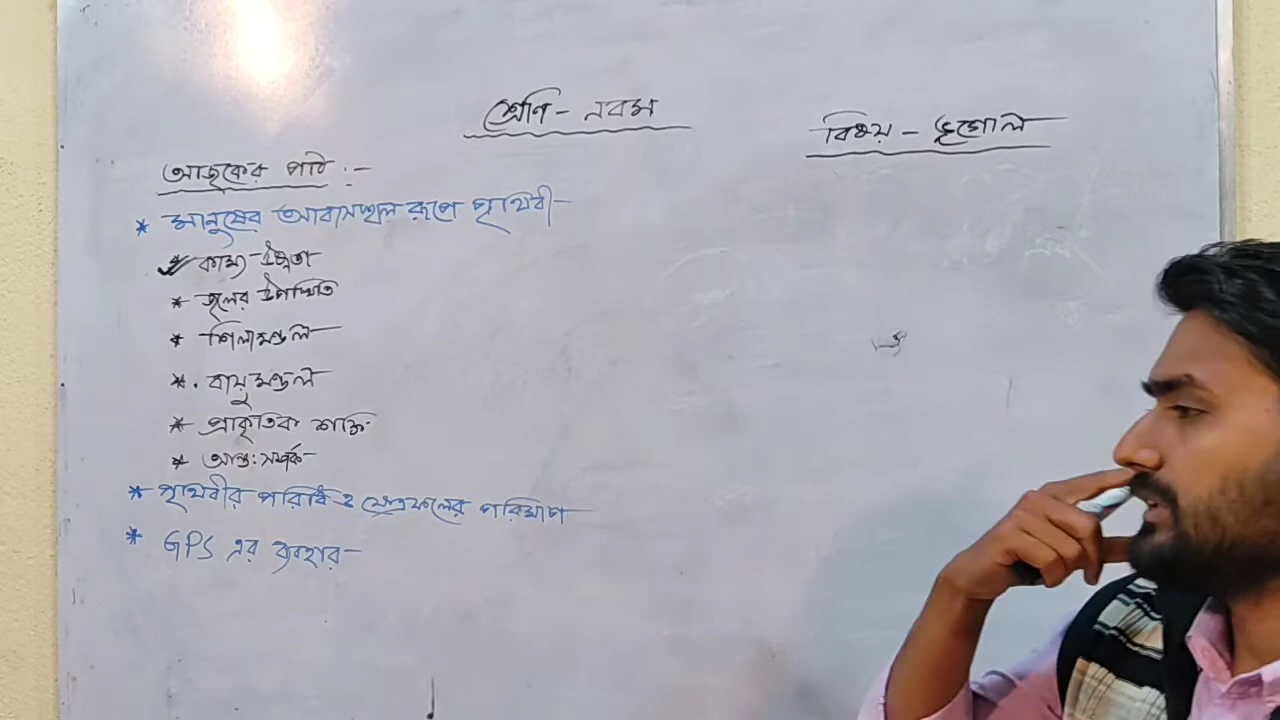 শ্রেণি - নবম
বিষয় - ভূগোল
আজকের পাঠ :-
* মানুষের আবাসস্থল রূপে পৃথিবী -
* কাম্য উষ্ণতা
* জলের উপস্থিতি
* শিলামণ্ডল
* বায়ুমণ্ডল
* প্রাকৃতিক শক্তি
* আন্তঃসম্পর্ক
* পৃথিবীর পরিধি ও ক্ষেত্রফলের পরিমাপ
* GPS এর ব্যবহার -